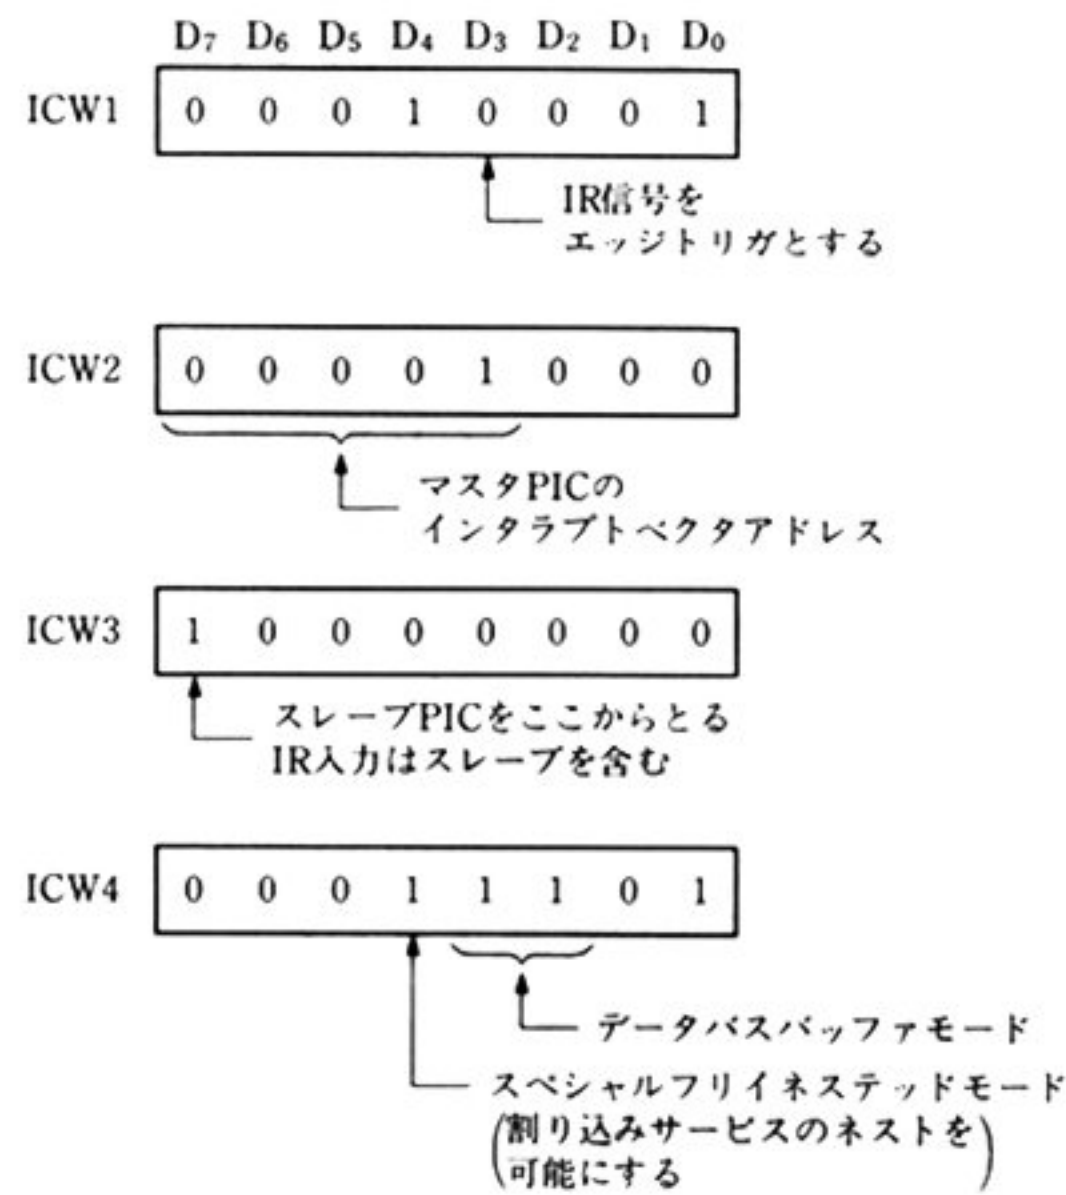 D7 D6 D5 D4 D3 D2 D1 D0
ICW1 0 0 0 1 0 0 0 1
IR信号を
エッジトリガとする
ICW2 0 0 0 0 1 0 0 0
マスタPICの
インタラプトベクタアドレス
ICW3 1 0 0 0 0 0 0 0
スレーブPICをここからとる
IR入力はスレーブを含む
ICW4 0 0 0 1 1 1 0 1
データバスバッファモード
スペシャルフリイネステッドモード
(割り込みサービスのネストを
可能にする)